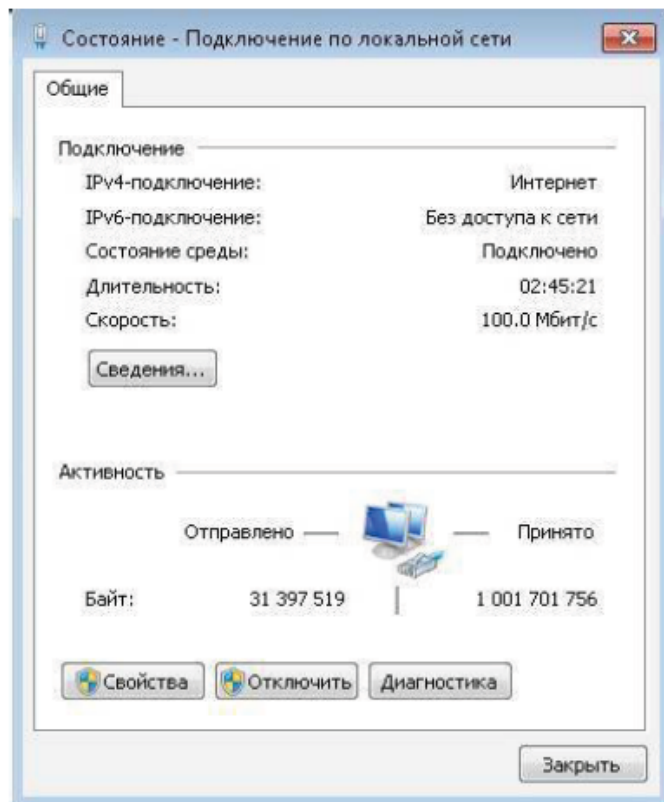 Состояние - Подключение по локальной сети
Общие
Подключение
IPv4-подключение: Интернет
IPv6-подключение: Без доступа к сети
Состояние среды: Подключено
Длительность: 02:45:21
Скорость: 100.0 Мбит/с
Сведения...
Активность
Отправлено Принято
Байт: 31 397 519 1 001 701 756
Свойства Отключить Диагностика
Закрыть